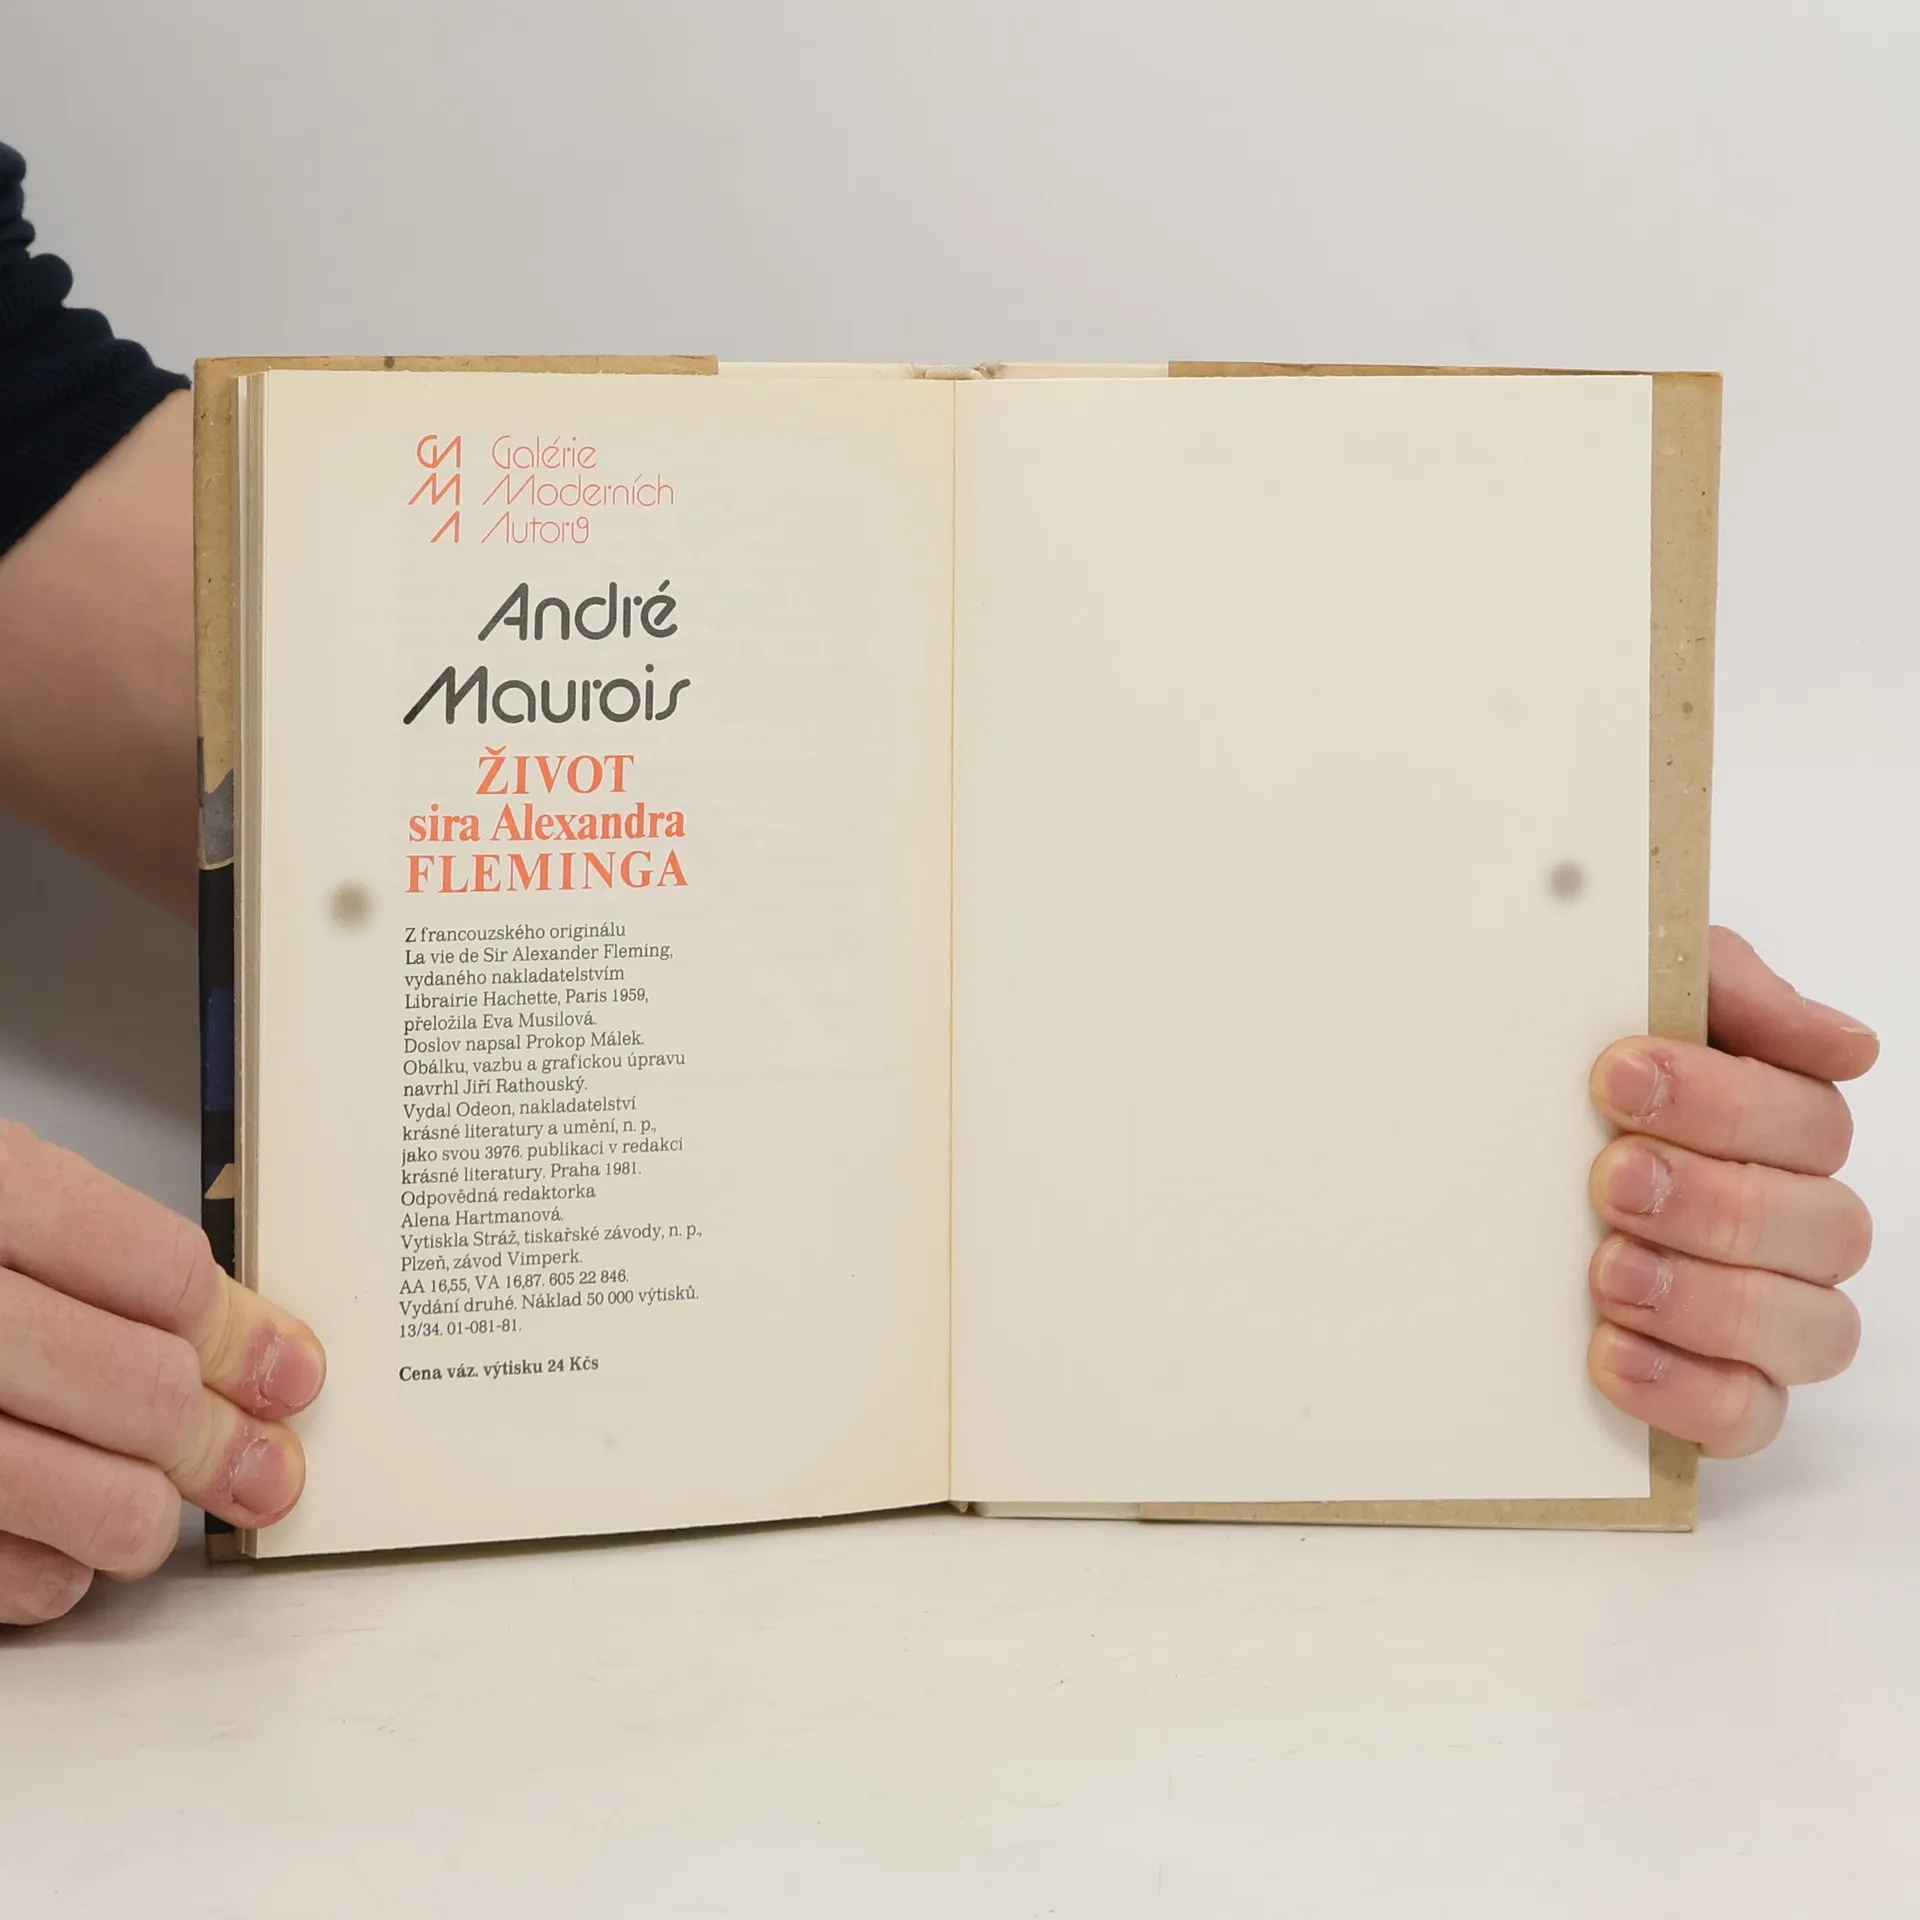 GMMA
Galérie
Moderních
Autorů
André
Maurois
ŽIVOT
sira Alexandra
FLEMINGA
Z francouzského originálu
La vie de Sir Alexander Fleming,
vydaného nakladatelstvím
Librairie Hachette, Paris 1959,
přeložila Eva Musilová.
Doslov napsal Prokop Málek.
Obálku, vazbu a grafickou úpravu
navrhl Jiří Rathouský.
Vydal Odeon, nakladatelství
krásné literatury a umění, n. p.,
jako svou 3976. publikaci v redakci
krásné literatury. Praha 1981.
Odpovědná redaktorka
Alena Hartmanová.
Vytiskla Stráž, tiskařské závody, n. p.,
Plzeň, závod Vimperk.
AA 16,55, VA 16,87. 605 22 846.
Vydání druhé. Náklad 50 000 výtisků.
13/34. 01-081-81.
Cena váz. výtisku 24 Kčs